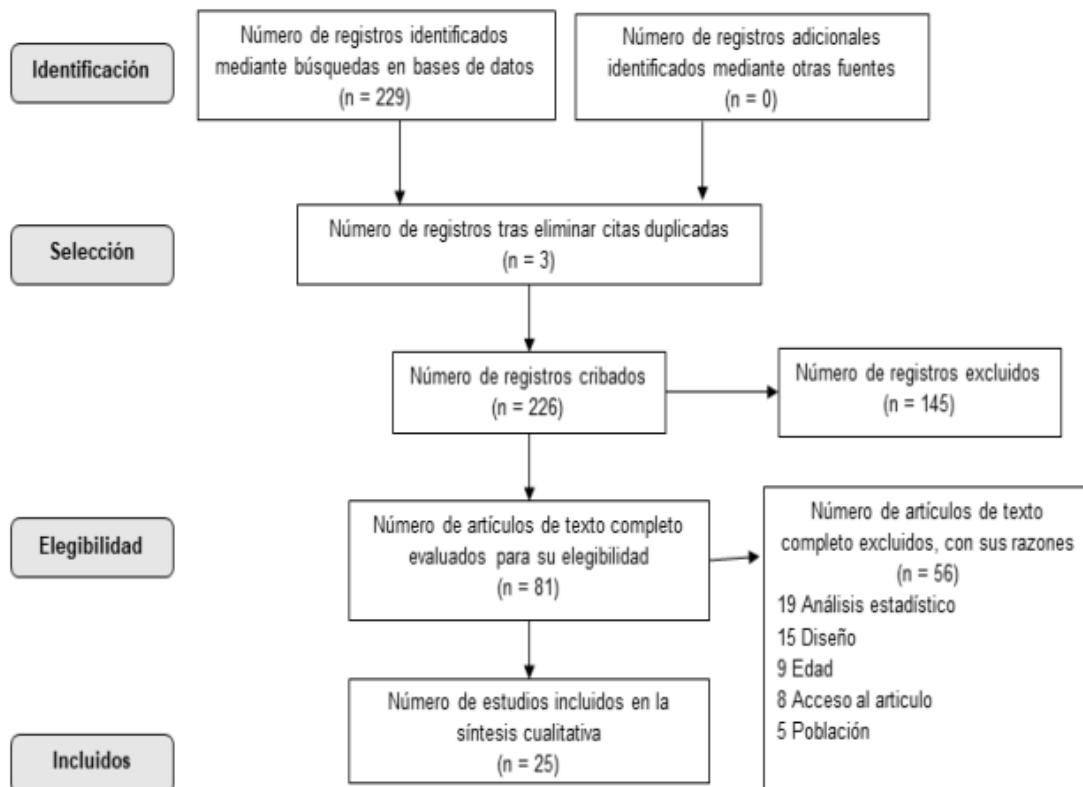 Identificación
Número de registros identificados
mediante búsquedas en bases de datos
(n = 229)
Número de registros adicionales
identificados mediante otras fuentes
(n = 0)
Selección
Número de registros tras eliminar citas duplicadas
(n = 3)
Número de registros cribados
(n = 226)
Número de registros excluidos
(n = 145)
Elegibilidad
Número de artículos de texto completo
evaluados para su elegibilidad
(n = 81)
Número de artículos de texto
completo excluidos, con sus razones
(n = 56)
19 Análisis estadístico
15 Diseño
9 Edad
8 Acceso al articulo
5 Población
Incluidos
Número de estudios incluidos en la
síntesis cualitativa
(n = 25)